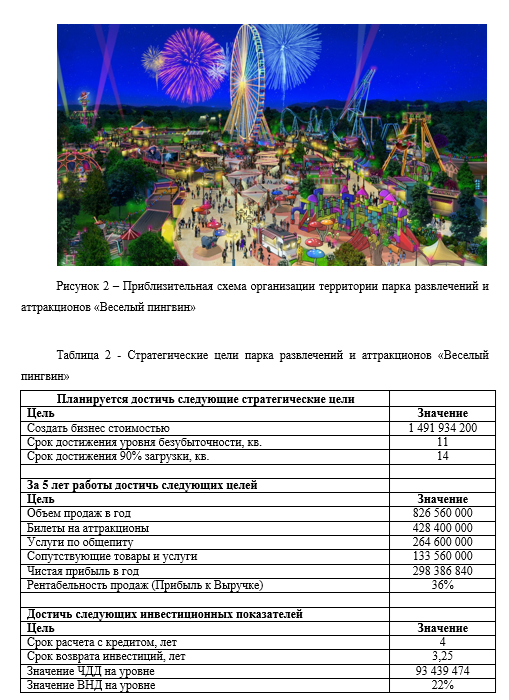 Рисунок 2 – Приблизительная схема организации территории парка развлечений и
аттракционов «Веселый пингвин»
Таблица 2 - Стратегические цели парка развлечений и аттракционов «Веселый
пингвин»
Планируется достичь следующие стратегические цели
Цель Значение
Создать бизнес стоимостью 1 491 934 200
Срок достижения уровня безубыточности, кв. 11
Срок достижения 90% загрузки, кв. 14
За 5 лет работы достичь следующих целей
Цель Значение
Объем продаж в год 826 560 000
Билеты на аттракционы 428 400 000
Услуги по общепиту 264 600 000
Сопутствующие товары и услуги 133 560 000
Чистая прибыль в год 298 386 840
Рентабельность продаж (Прибыль к Выручке) 36%
Достичь следующих инвестиционных показателей
Цель Значение
Срок расчета с кредитом, лет 4
Срок возврата инвестиций, лет 3,25
Значение ЧДД на уровне 93 439 474
Значение ВНД на уровне 22%